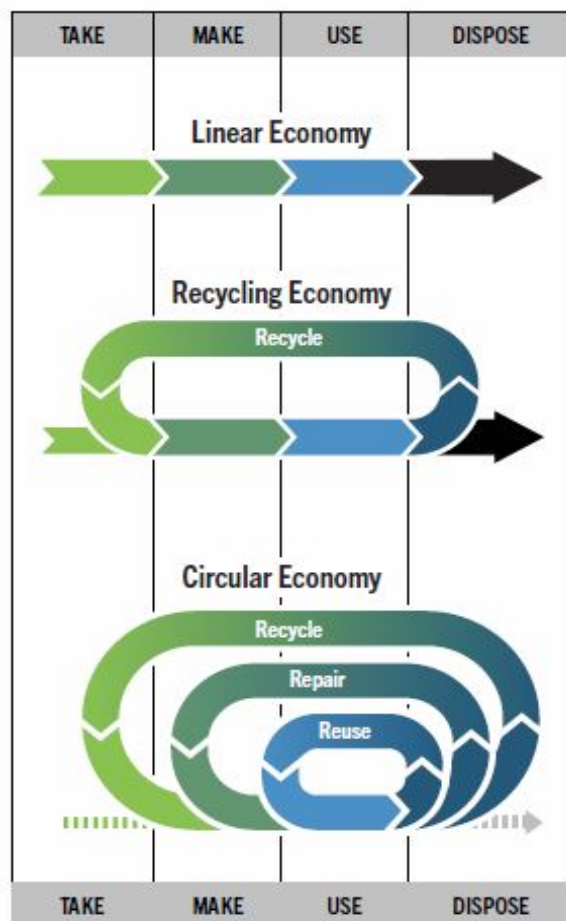 TAKE MAKE USE DISPOSE
Linear Economy
Recycling Economy
Recycle
Circular Economy
Recycle
Repair
Reuse
TAKE MAKE USE DISPOSE